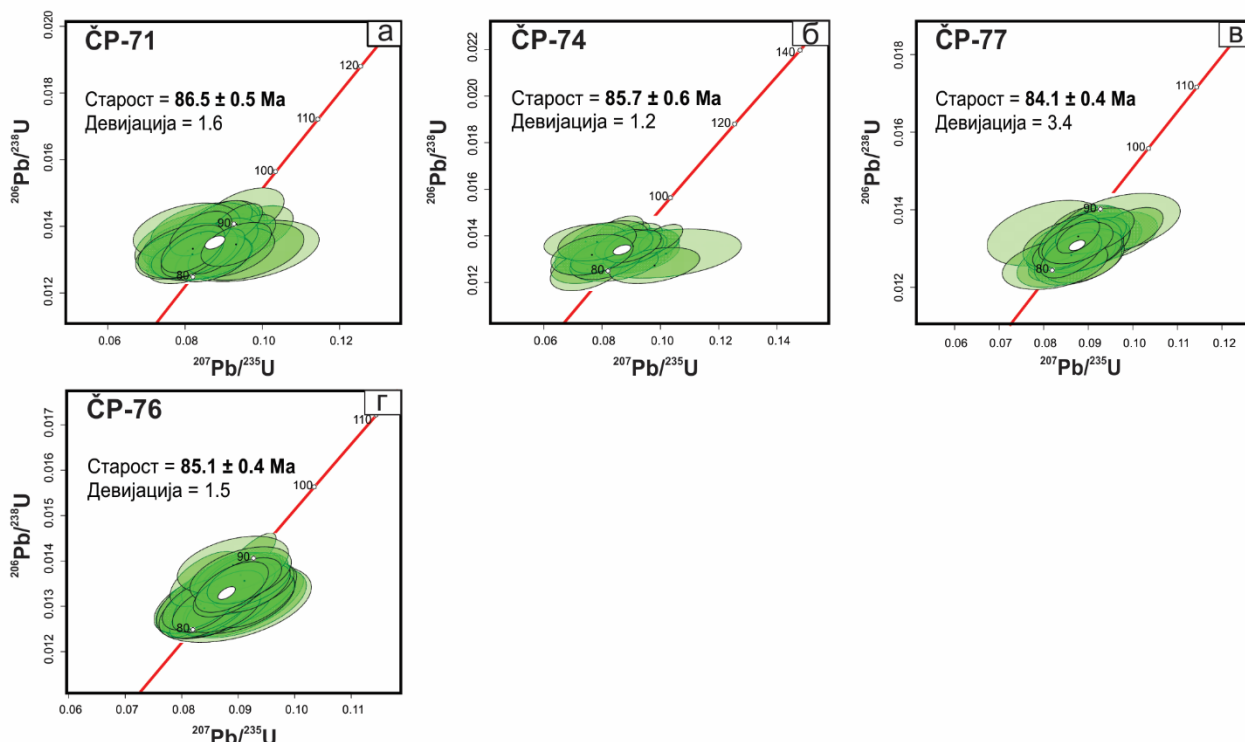 ČP-71
а
Старост = 86.5 ± 0.5 Ma
Девијација = 1.6
206Pb/238U
0.020
0.018
0.016
0.014
0.012
120
110
100
90
80
0.06
0.08
0.10
0.12
207Pb/235U
ČP-74
б
Старост = 85.7 ± 0.6 Ma
Девијација = 1.2
206Pb/238U
0.022
0.020
0.018
0.016
0.014
0.012
140
120
100
80
0.06
0.08
0.10
0.12
0.14
207Pb/235U
ČP-77
в
Старост = 84.1 ± 0.4 Ma
Девијација = 3.4
206Pb/238U
0.018
0.016
0.014
0.012
110
100
90
80
0.06
0.07
0.08
0.09
0.10
0.11
0.12
207Pb/235U
ČP-76
г
Старост = 85.1 ± 0.4 Ma
Девијација = 1.5
206Pb/238U
0.017
0.016
0.015
0.014
0.013
0.012
110
100
90
80
0.06
0.07
0.08
0.09
0.10
0.11
207Pb/235U